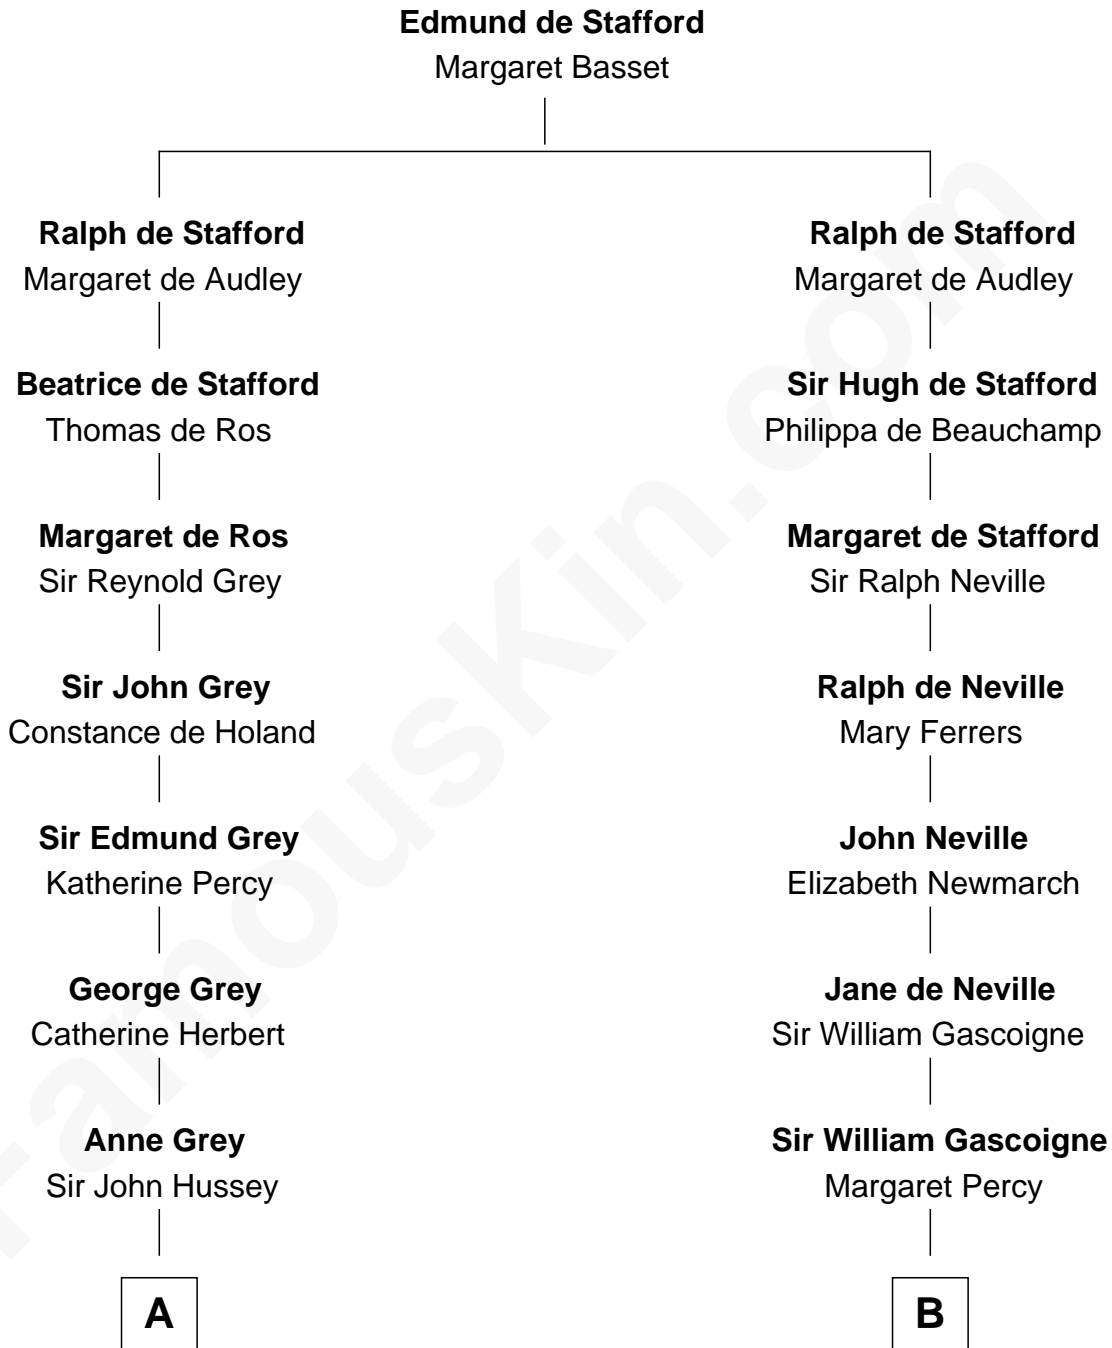 Edmund de Stafford
Margaret Basset
Ralph de Stafford
Margaret de Audley
Beatrice de Stafford
Thomas de Ros
Margaret de Ros
Sir Reynold Grey
Sir John Grey
Constance de Holand
Sir Edmund Grey
Katherine Percy
George Grey
Catherine Herbert
Anne Grey
Sir John Hussey
A
Ralph de Stafford
Margaret de Audley
Sir Hugh de Stafford
Philippa de Beauchamp
Margaret de Stafford
Sir Ralph Neville
Ralph de Neville
Mary Ferrers
John Neville
Elizabeth Newmarch
Jane de Neville
Sir William Gascoigne
Sir William Gascoigne
Margaret Percy
B
FamousKin.com